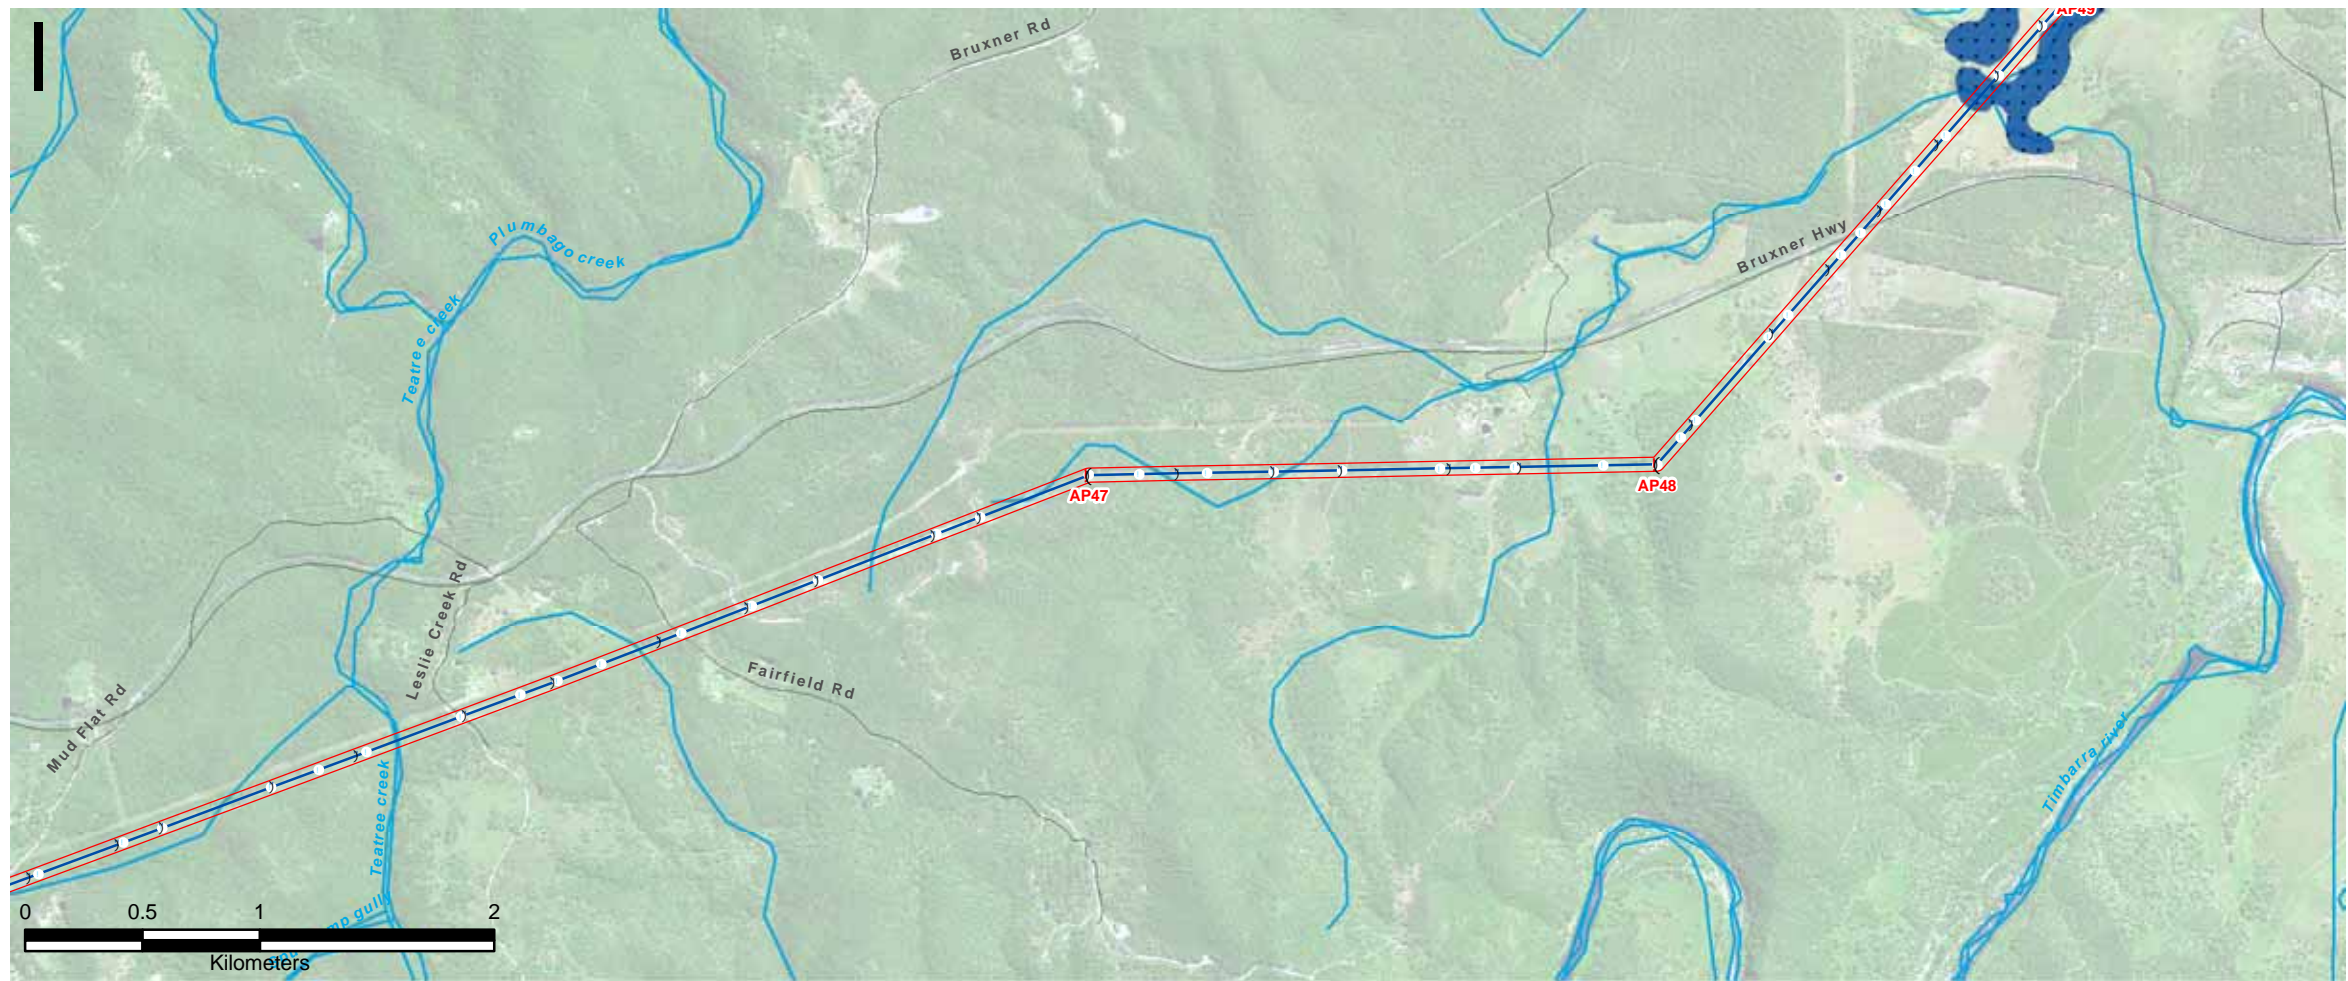 AP49
Bruxner Rd
Plumbago creek
Bruxner Hwy
Teatree creek
AP47
AP48
Leslie Creek Rd
Fairfield Rd
Mud Flat Rd
Timbarra river
Teatree creek
gully
0 0.5 1 2
Kilometers